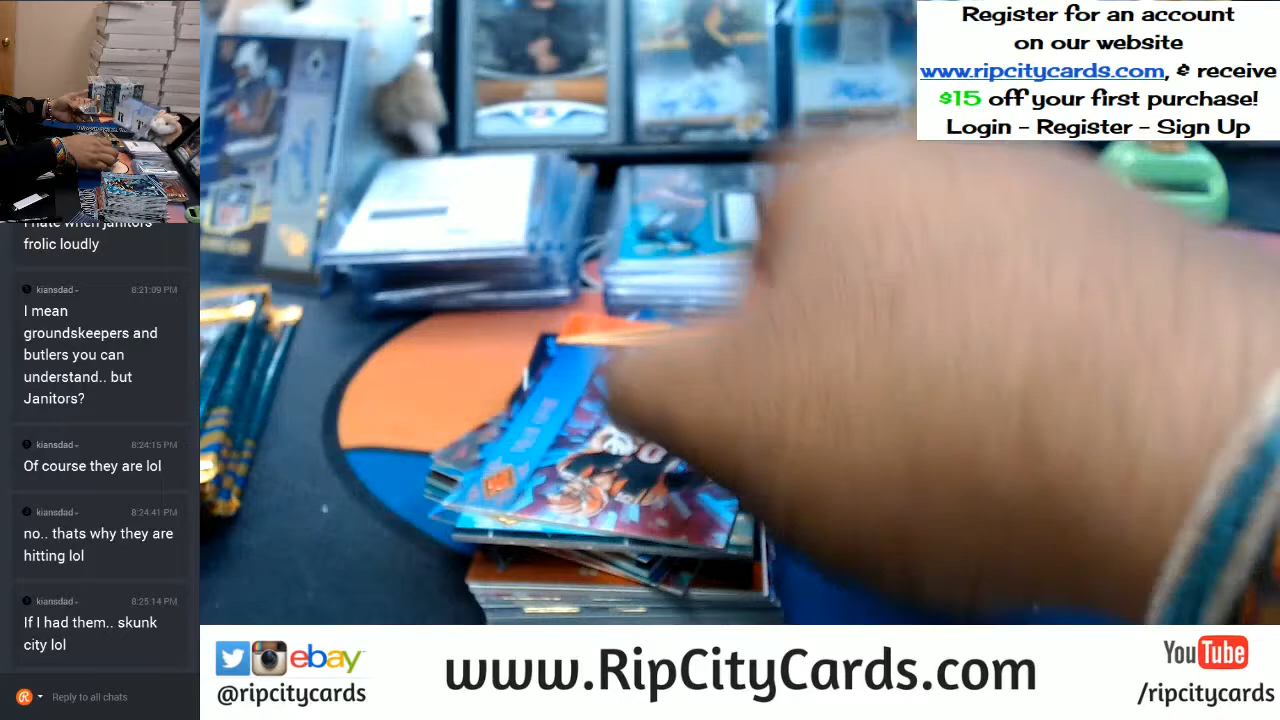 Register for an account
on our website
www.ripcitycards.com, & receive
$15 off your first purchase!
Login - Register - Sign Up
I hate when janitors
frolic loudly
kiansdad 8:21:09 PM
I mean
groundskeepers and
butlers you can
understand.. but
Janitors?
kiansdad 8:24:15 PM
Of course they are lol
kiansdad 8:24:41 PM
no.. thats why they are
hitting lol
kiansdad 8:25:14 PM
If I had them.. skunk
city lol
Reply to all chats
ebay
@ripcitycards
www.RipCityCards.com
YouTube
/ripcitycards